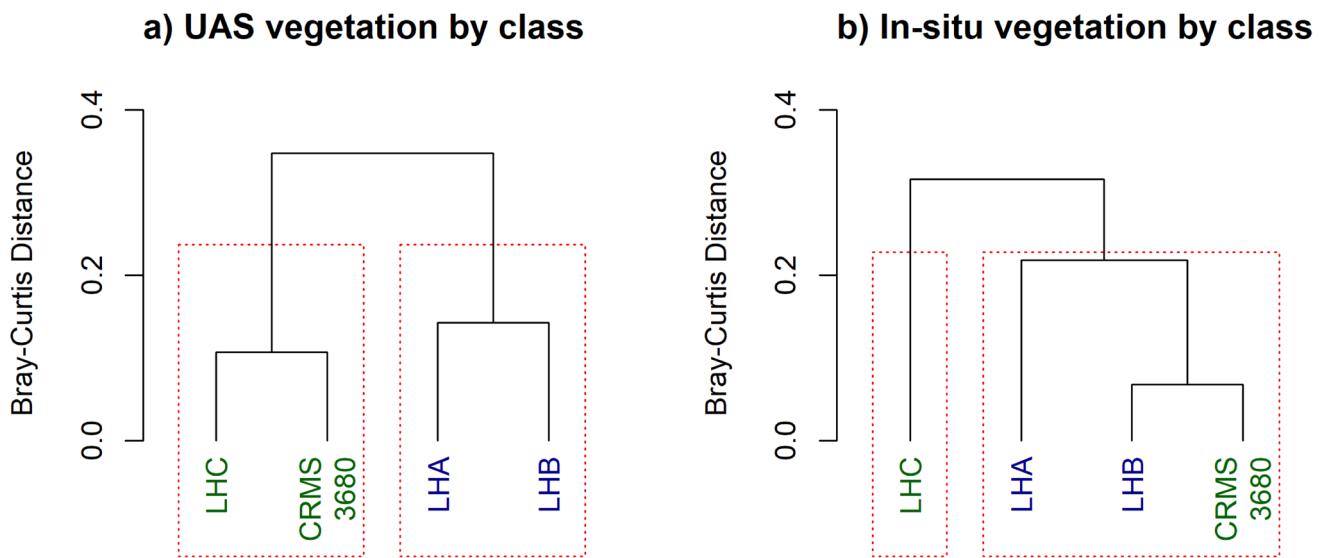 a) UAS vegetation by class
Bray-Curtis Distance
0.4
0.2
0.0
LHC
CRMS
3680
LHA
LHB
b) In-situ vegetation by class
Bray-Curtis Distance
0.4
0.2
0.0
LHC
LHA
LHB
CRMS
3680